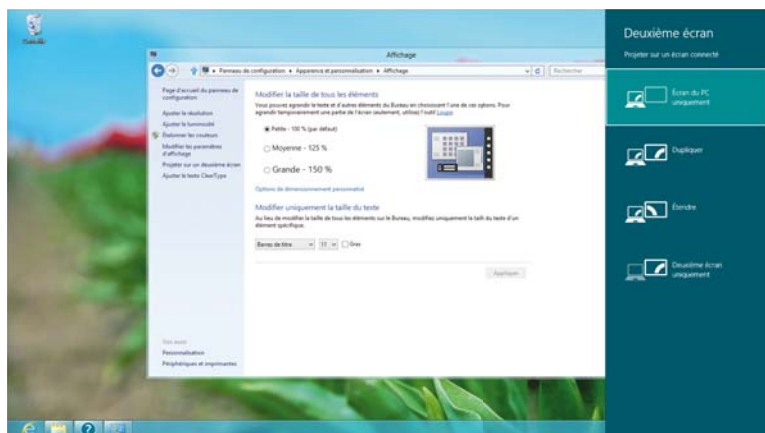 Affichage
Panneau de configuration
Apparence et personnalisation
Affichage
Rechercher
Page d'accueil du panneau de
configuration
Ajuster la résolution
Ajuster la luminosité
Étalonner les couleurs
Modifier les paramètres
d'affichage
Projeter sur un deuxième écran
Ajuster le texte ClearType
Voir aussi
Personnalisation
Périphériques et imprimantes
Modifier la taille de tous les éléments
Vous pouvez agrandir le texte et d'autres éléments du Bureau en choisissant l'une de ces options. Pour
agrandir temporairement une partie de l'écran seulement, utilisez l'outil Loupe.
Petite - 100 % (par défaut)
Moyenne - 125 %
Grande - 150 %
Options de dimensionnement personnalisé
Modifier uniquement la taille du texte
Au lieu de modifier la taille de tous les éléments sur le Bureau, modifiez uniquement la taill du texte d'un
élément spécifique.
Barres de titre
11
Gras
Appliquer
Deuxième écran
Projeter sur un écran connecté
Écran du PC
uniquement
Dupliquer
Étendre
Deuxième écran
uniquement